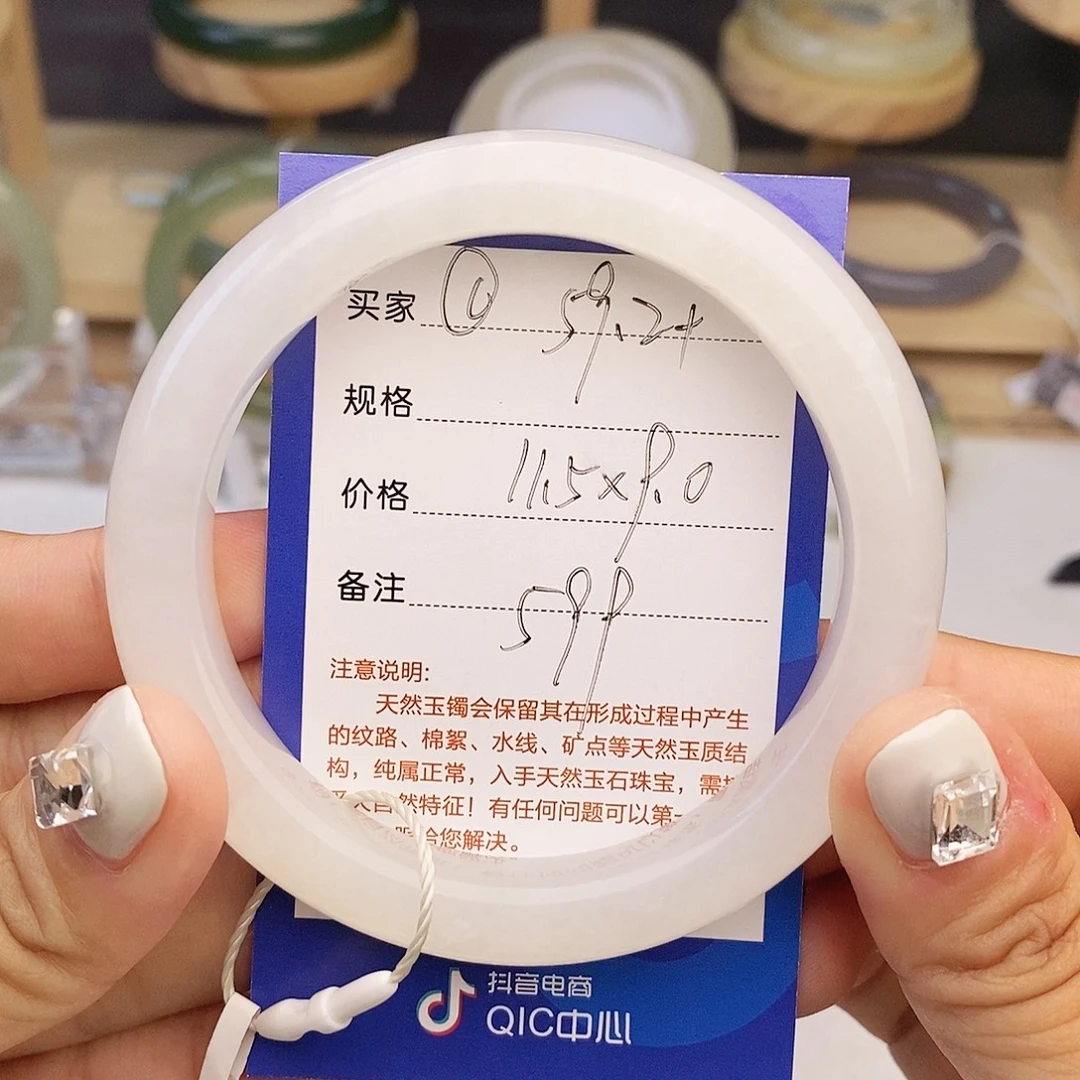 买家 59.2+
规格
价格 11.5×9.0
备注 599
注意说明:
天然玉镯会保留其在形成过程中产生
的纹路、棉絮、水线、矿点等天然玉质结
构，纯属正常，入手天然玉石珠宝，需
然特征！有任何问题可以第一
给您解决。
抖音电商
QIC中心